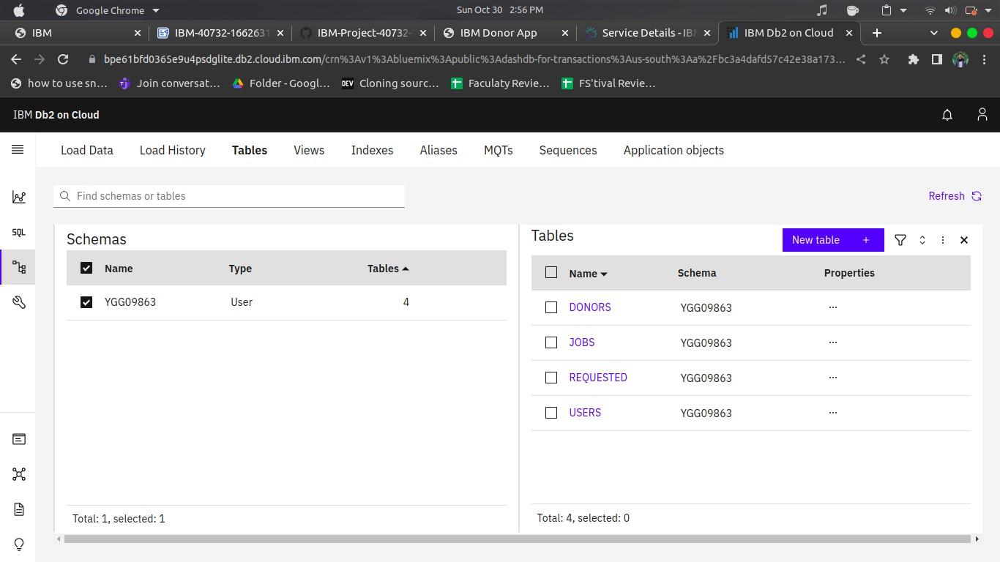 Google Chrome
Sun Oct 30 2:56 PM
IBM
IBM-40732-1662631
IBM-Project-40732-
IBM Donor App
Service Details - IBM
IBM Db2 on Cloud
bpe61bfd0365e9u4psdglite.db2.cloud.ibm.com/crn%3Av1%3Abluemix%3Apublic%3Adashdb-for-transactions%3Aus-south%3Aa%2Fbc3a4dafd57c42e38a173...
how to use sn...
Join conversat...
Folder - Googl...
DEV
Cloning sourc...
Faculaty Revie...
FS'tival Revie...
IBM Db2 on Cloud
Load Data
Load History
Tables
Views
Indexes
Aliases
MQTs
Sequences
Application objects
SQL
Find schemas or tables
Refresh
Schemas
Name Type Tables
YGG09863 User 4
Total: 1, selected: 1
Tables
New table +
Name Schema Properties
DONORS YGG09863 ...
JOBS YGG09863 ...
REQUESTED YGG09863 ...
USERS YGG09863 ...
Total: 4, selected: 0